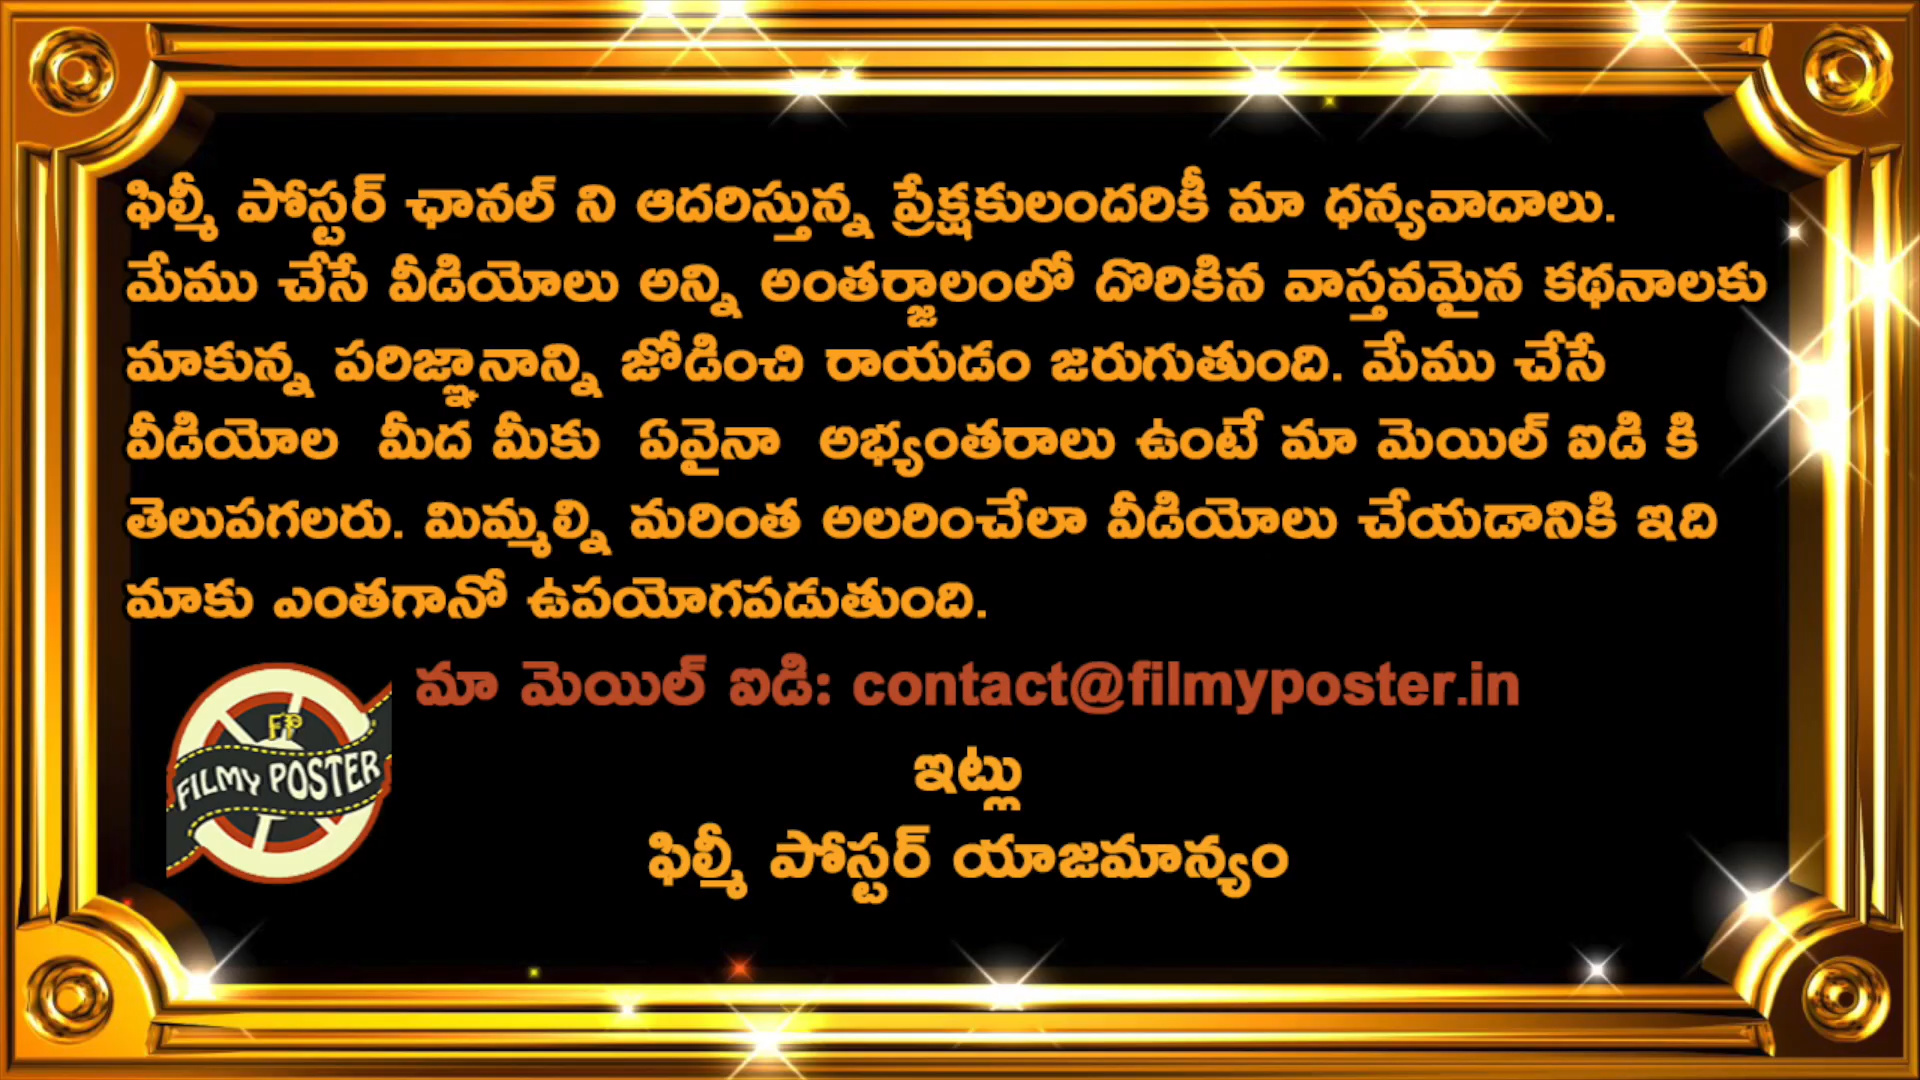 ఫిల్మీ పోస్టర్ ఛానల్ ని ఆదరిస్తున్న ప్రేక్షకులందరికీ మా ధన్యవాదాలు.
మేము చేసే వీడియోలు అన్ని అంతర్జాలంలో దొరికిన వాస్తవమైన కథనాలకు
మాకున్న పరిజ్ఞానాన్ని జోడించి రాయడం జరుగుతుంది. మేము చేసే
వీడియోల మీద మీకు ఏవైనా అభ్యంతరాలు ఉంటే మా మెయిల్ ఐడి కి
తెలుపగలరు. మిమ్మల్ని మరింత అలరించేలా వీడియోలు చేయడానికి ఇది
మాకు ఎంతగానో ఉపయోగపడుతుంది.
మా మెయిల్ ఐడి: contact@filmyposter.in
FP
FILMY POSTER
ఇట్లు
ఫిల్మీ పోస్టర్ యాజమాన్యం